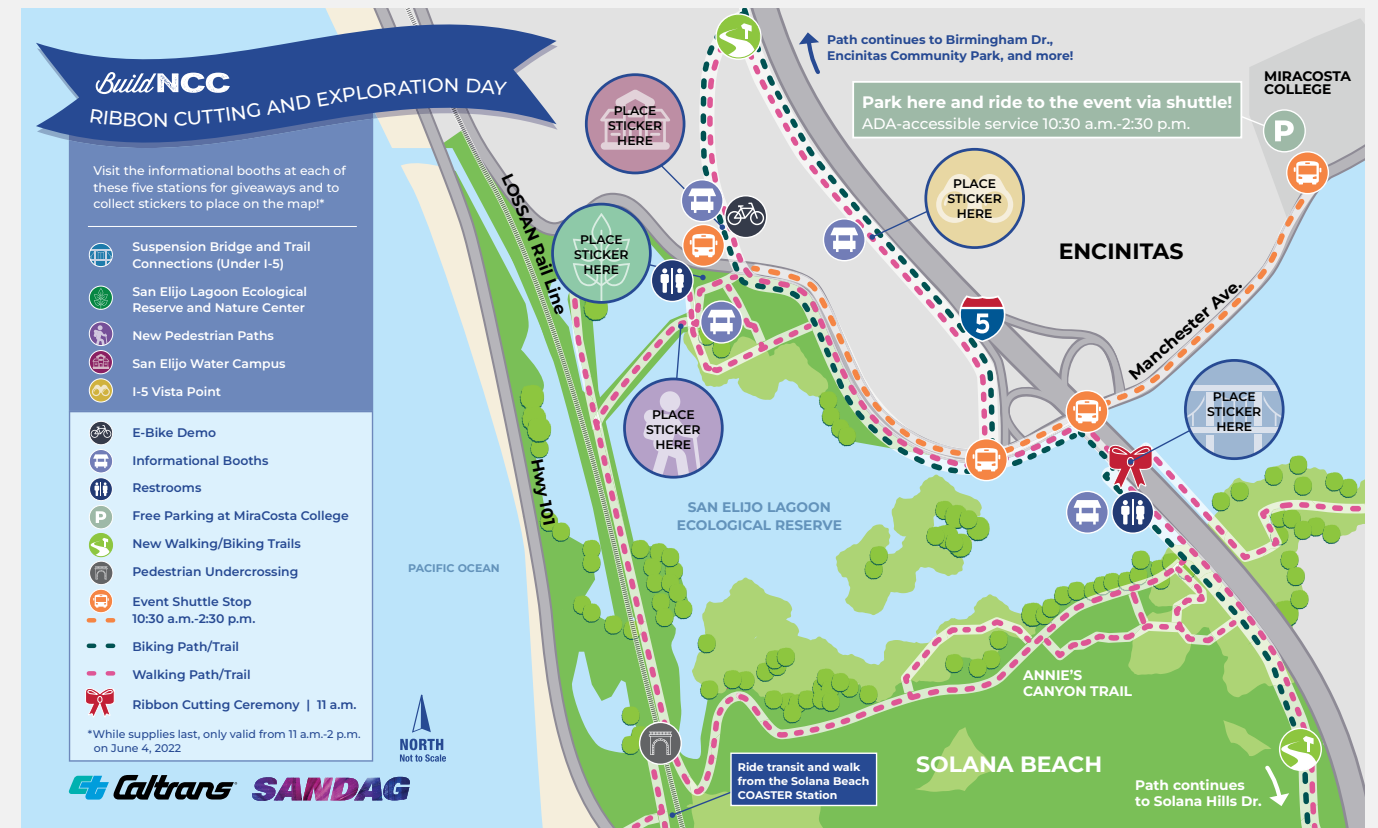 Build NCC
RIBBON CUTTING AND EXPLORATION DAY
Visit the informational booths at each of
these five stations for giveaways and to
collect stickers to place on the map!*
Suspension Bridge and Trail
Connections (Under I-5)
San Elijo Lagoon Ecological
Reserve and Nature Center
New Pedestrian Paths
San Elijo Water Campus
I-5 Vista Point
E-Bike Demo
Informational Booths
Restrooms
P
Free Parking at MiraCosta College
New Walking/Biking Trails
Pedestrian Undercrossing
Event Shuttle Stop
10:30 a.m.-2:30 p.m.
Biking Path/Trail
Walking Path/Trail
Ribbon Cutting Ceremony | 11 a.m.
*While supplies last, only valid from 11 a.m.-2 p.m.
on June 4, 2022
Caltrans
SANDAG
NORTH
Not to Scale
PACIFIC OCEAN
LOSSAN Rail Line
Hwy 101
Path continues to Birmingham Dr.,
Encinitas Community Park, and more!
Park here and ride to the event via shuttle!
ADA-accessible service 10:30 a.m.-2:30 p.m.
MIRACOSTA
COLLEGE
P
PLACE
STICKER
HERE
PLACE
STICKER
HERE
PLACE
STICKER
HERE
ENCINITAS
5
Manchester Ave.
PLACE
STICKER
HERE
PLACE
STICKER
HERE
SAN ELIJO LAGOON
ECOLOGICAL RESERVE
ANNIE'S
CANYON TRAIL
SOLANA BEACH
Ride transit and walk
from the Solana Beach
COASTER Station
Path continues
to Solana Hills Dr.